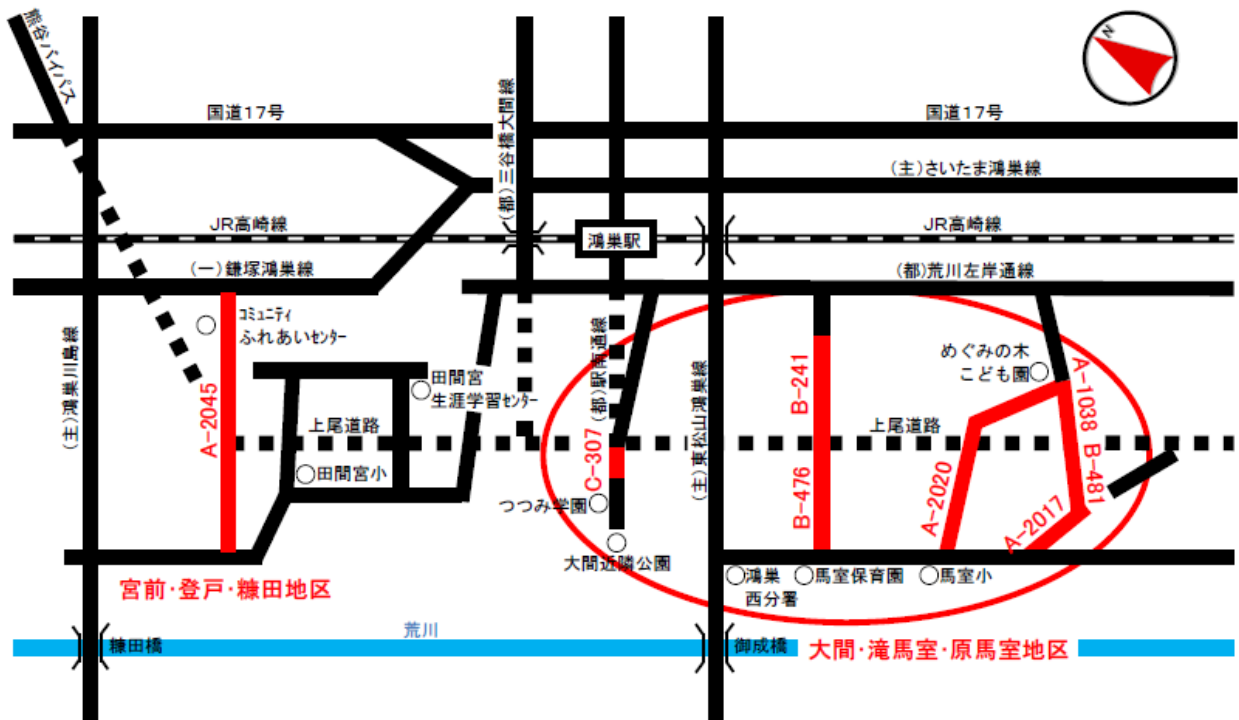 N
熊谷バイパス
国道17号
国道17号
(都)三谷橋大間線
(主)さいたま鴻巣線
JR高崎線
鴻巣駅
JR高崎線
(一)鎌塚鴻巣線
(都)荒川左岸通線
(主)鴻巣川島線
コミュニティ
ふれあいセンター
A-2045
田間宮
生涯学習センター
上尾道路
田間宮小
(都)駅南通線
C-307
つつみ学園
大間近隣公園
(主)東松山鴻巣線
B-241
B-476
めぐみの木
こども園
上尾道路
A-1038
B-481
A-2020
A-2017
鴻巣
西分署
馬室保育園
馬室小
宮前・登戸・糠田地区
荒川
糠田橋
御成橋
大間・滝馬室・原馬室地区